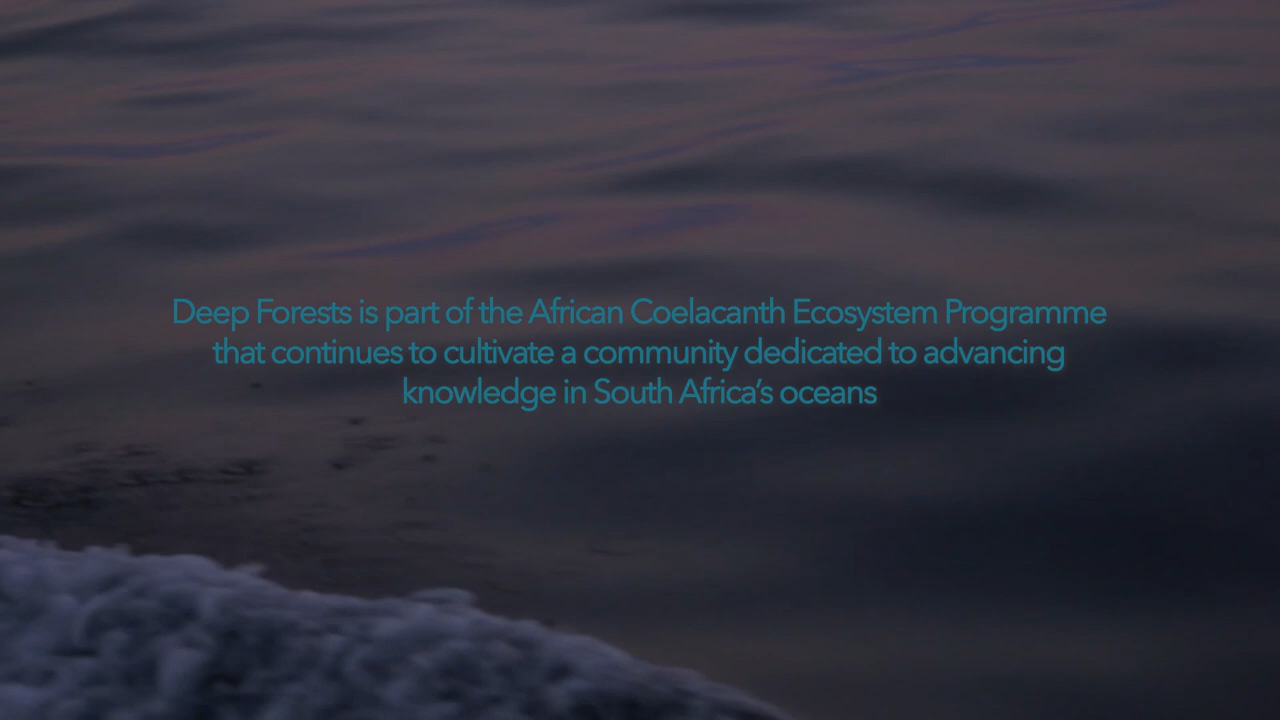 Deep Forests is part of the African Coelacanth Ecosystem Programme
that continues to cultivate a community dedicated to advancing
knowledge in South Africa’s oceans